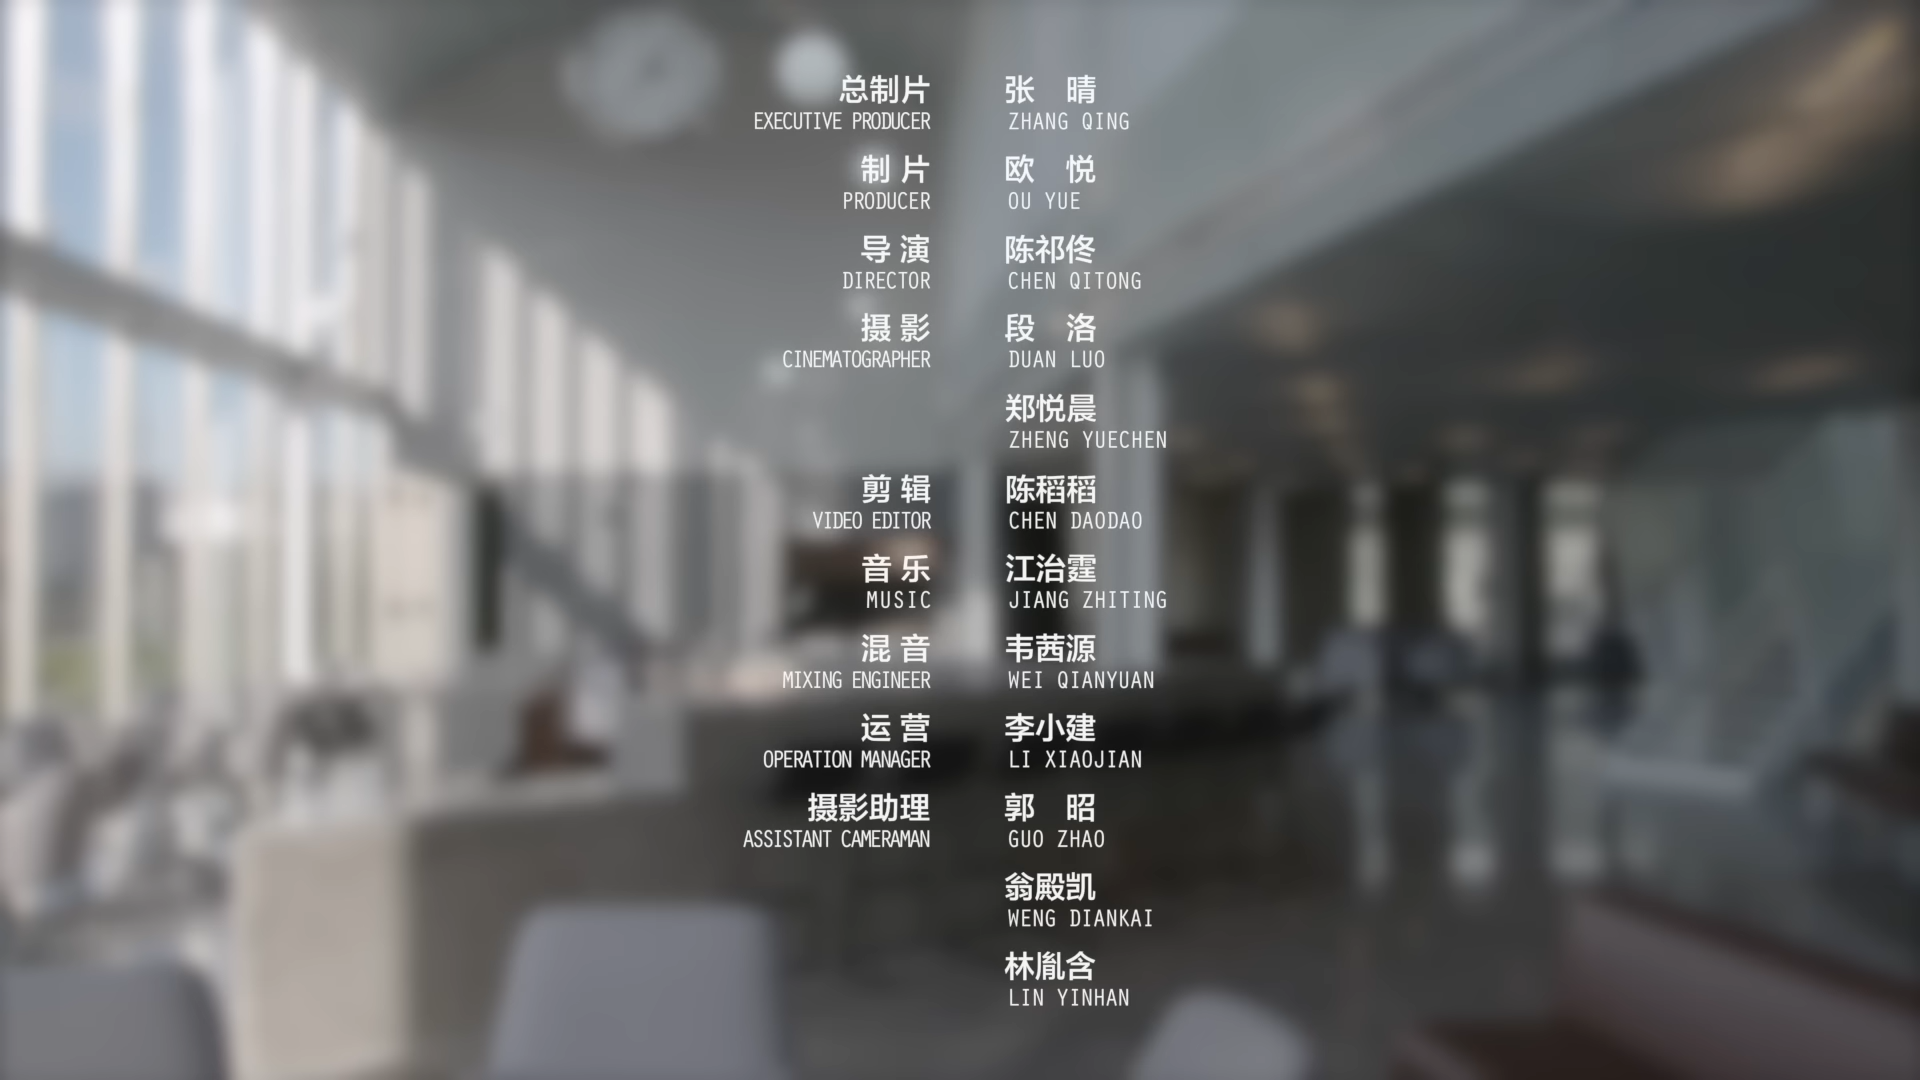 总制片 张 晴
EXECUTIVE PRODUCER ZHANG QING
制 片 欧 悦
PRODUCER OU YUE
导 演 陈祁佟
DIRECTOR CHEN QITONG
摄 影 段 洛
CINEMATOGRAPHER DUAN LUO
郑悦晨
ZHENG YUECHEN
剪 辑 陈稻稻
VIDEO EDITOR CHEN DAODAO
音 乐 江治霆
MUSIC JIANG ZHITING
混 音 韦茜源
MIXING ENGINEER WEI QIANYUAN
运 营 李小建
OPERATION MANAGER LI XIAOJIAN
摄影助理 郭 昭
ASSISTANT CAMERAMAN GUO ZHAO
翁殿凯
WENG DIANKAI
林胤含
LIN YINHAN